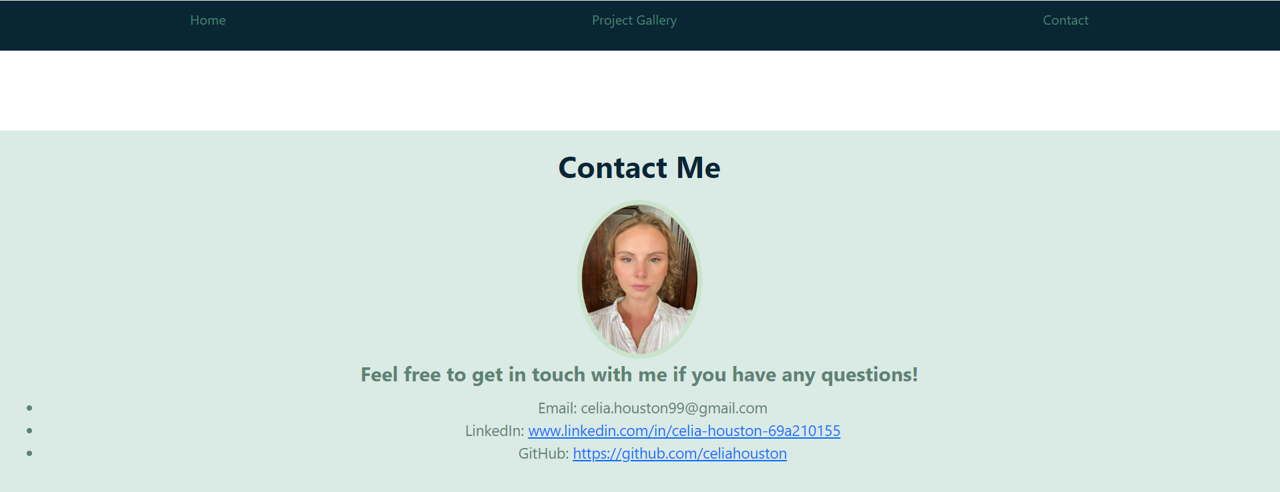 Home Project Gallery Contact
Contact Me
Feel free to get in touch with me if you have any questions!
Email: celia.houston99@gmail.com
LinkedIn: www.linkedin.com/in/celia-houston-69a210155
GitHub: https://github.com/celiahouston